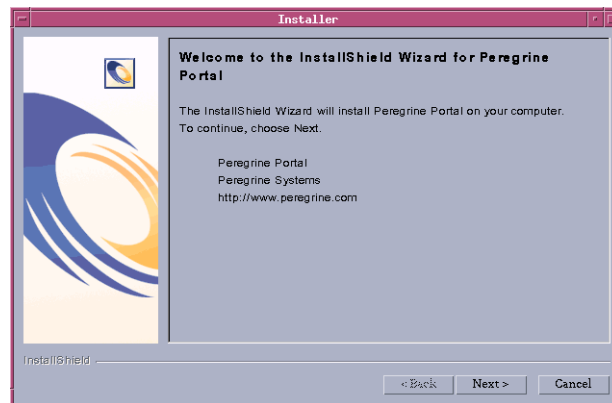 Installer
Welcome to the InstallShield Wizard for Peregrine
Portal
The InstallShield Wizard will install Peregrine Portal on your computer.
To continue, choose Next.
Peregrine Portal
Peregrine Systems
http://www.peregrine.com
InstallShield
< Back
Next >
Cancel